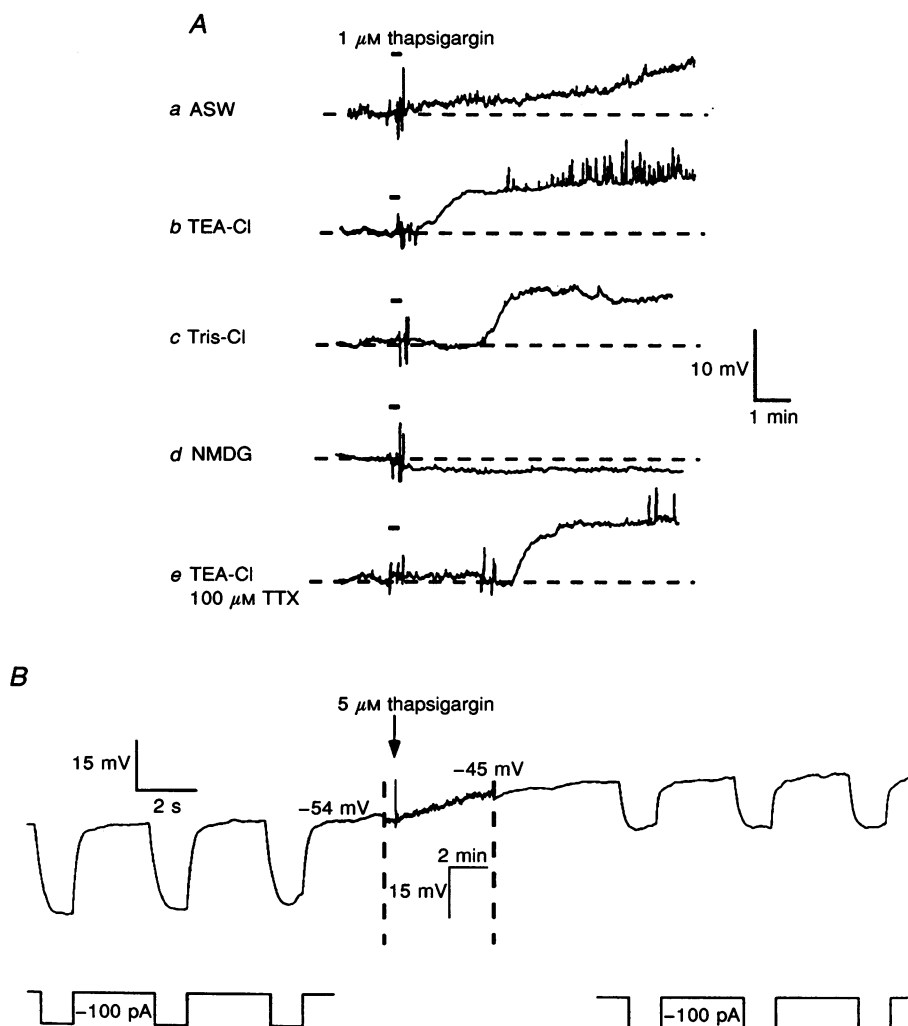 A
1 μM thapsigargin
a ASW
b TEA-Cl
c Tris-Cl
10 mV
1 min
d NMDG
e TEA-Cl
100 μM TTX
B
5 μM thapsigargin
15 mV
2 s
−54 mV
−45 mV
2 min
15 mV
−100 pA
−100 pA